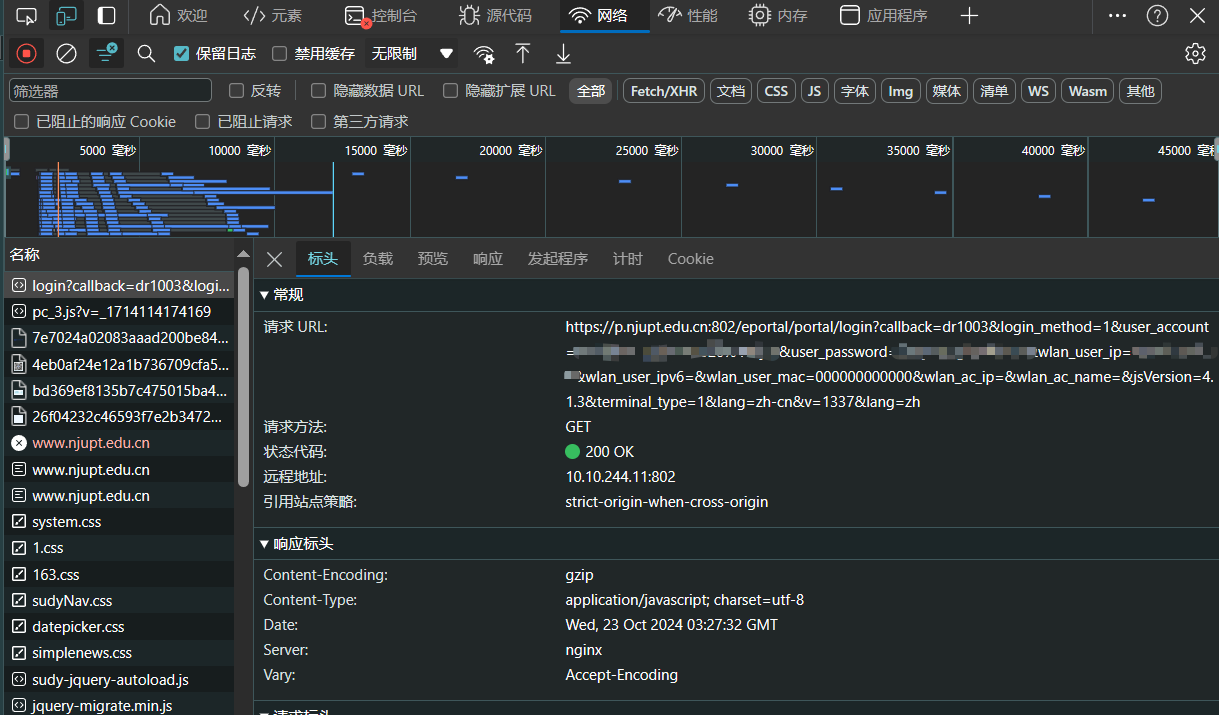 欢迎 元素 控制台 源代码 网络 性能 内存 应用程序
保留日志 禁用缓存 无限制
筛选器 反转 隐藏数据 URL 隐藏扩展 URL 全部 Fetch/XHR 文档 CSS JS 字体 Img 媒体 清单 WS Wasm 其他
已阻止的响应 Cookie 已阻止请求 第三方请求
5000 毫秒 10000 毫秒 15000 毫秒 20000 毫秒 25000 毫秒 30000 毫秒 35000 毫秒 40000 毫秒 45000 毫秒
名称
login?callback=dr1003&logi...
pc_3.js?v=_1714114174169
7e7024a02083aaad200be84...
4eb0af24e12a1b736709cfa5...
bd369ef8135b7c475015ba4...
26f04232c46593f7e2b3472...
www.njupt.edu.cn
www.njupt.edu.cn
www.njupt.edu.cn
system.css
1.css
163.css
sudyNav.css
datepicker.css
simplenews.css
sudy-jquery-autoload.js
jquery-migrate.min.js
标头 负载 预览 响应 发起程序 计时 Cookie
常规
请求 URL: https://p.njupt.edu.cn:802/eportal/portal/login?callback=dr1003&login_method=1&user_account
= &user_password= wlan_user_ip=
&wlan_user_ipv6=&wlan_user_mac=000000000000&wlan_ac_ip=&wlan_ac_name=&jsVersion=4.
1.3&terminal_type=1&lang=zh-cn&v=1337&lang=zh
请求方法: GET
状态代码: 200 OK
远程地址: 10.10.244.11:802
引用站点策略: strict-origin-when-cross-origin
响应标头
Content-Encoding: gzip
Content-Type: application/javascript; charset=utf-8
Date: Wed, 23 Oct 2024 03:27:32 GMT
Server: nginx
Vary: Accept-Encoding
请求标头